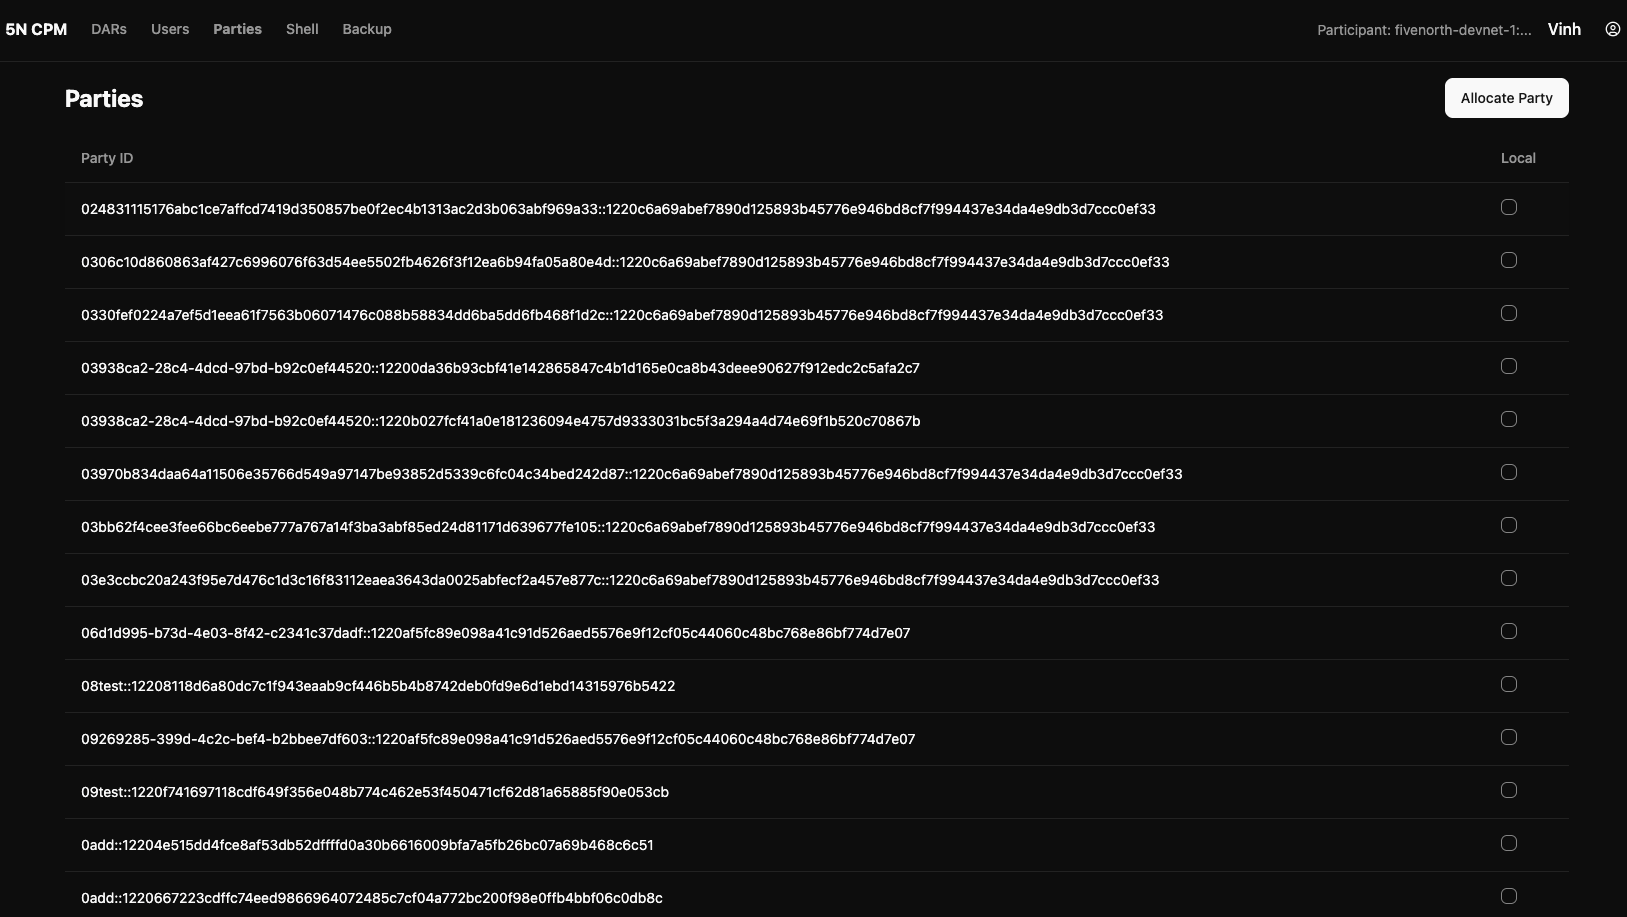 5N CPM DARs Users Parties Shell Backup Participant: fivenorth-devnet-1:... Vinh
Parties Allocate Party
Party ID Local
024831115176abc1ce7affcd7419d350857be0f2ec4b1313ac2d3b063abf969a33::1220c6a69abef7890d125893b45776e946bd8cf7f994437e34da4e9db3d7ccc0ef33
0306c10d860863af427c6996076f63d54ee5502fb4626f3f12ea6b94fa05a80e4d::1220c6a69abef7890d125893b45776e946bd8cf7f994437e34da4e9db3d7ccc0ef33
0330fef0224a7ef5d1eea61f7563b06071476c088b58834dd6ba5dd6fb468f1d2c::1220c6a69abef7890d125893b45776e946bd8cf7f994437e34da4e9db3d7ccc0ef33
03938ca2-28c4-4dcd-97bd-b92c0ef44520::12200da36b93cbf41e142865847c4b1d165e0ca8b43deee90627f912edc2c5afa2c7
03938ca2-28c4-4dcd-97bd-b92c0ef44520::1220b027fcf41a0e181236094e4757d9333031bc5f3a294a4d74e69f1b520c70867b
03970b834daa64a11506e35766d549a97147be93852d5339c6fc04c34bed242d87::1220c6a69abef7890d125893b45776e946bd8cf7f994437e34da4e9db3d7ccc0ef33
03bb62f4cee3fee66bc6eebe777a767a14f3ba3abf85ed24d81171d639677fe105::1220c6a69abef7890d125893b45776e946bd8cf7f994437e34da4e9db3d7ccc0ef33
03e3ccbc20a243f95e7d476c1d3c16f83112eaea3643da0025abfecf2a457e877c::1220c6a69abef7890d125893b45776e946bd8cf7f994437e34da4e9db3d7ccc0ef33
06d1d995-b73d-4e03-8f42-c2341c37dadf::1220af5fc89e098a41c91d526aed5576e9f12cf05c44060c48bc768e86bf774d7e07
08test::12208118d6a80dc7c1f943eaab9cf446b5b4b8742deb0fd9e6d1ebd14315976b5422
09269285-399d-4c2c-bef4-b2bbee7df603::1220af5fc89e098a41c91d526aed5576e9f12cf05c44060c48bc768e86bf774d7e07
09test::1220f741697118cdf649f356e048b774c462e53f450471cf62d81a65885f90e053cb
0add::12204e515dd4fce8af53db52dffffd0a30b6616009bfa7a5fb26bc07a69b468c6c51
0add::1220667223cdffc74eed9866964072485c7cf04a772bc200f98e0ffb4bbf06c0db8c